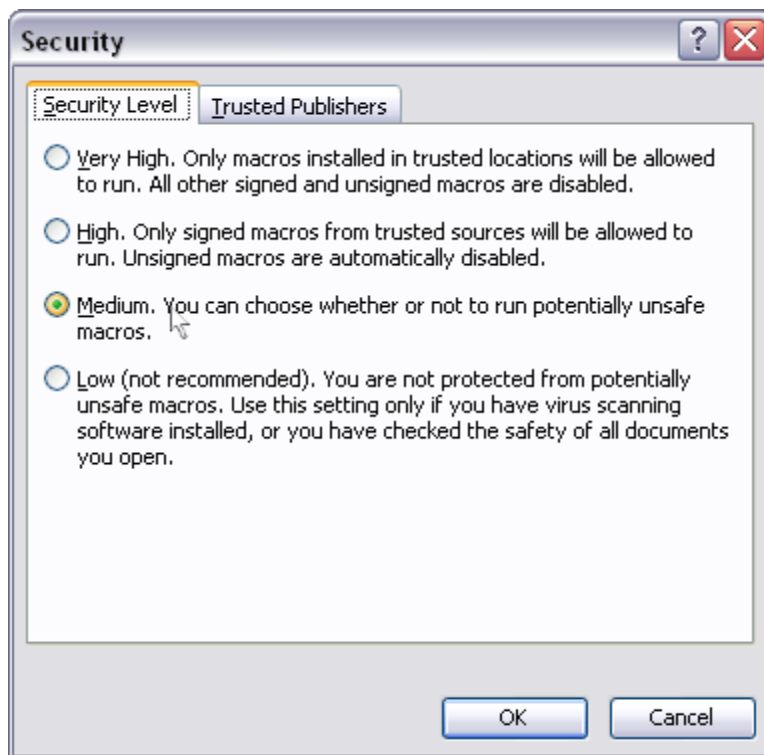 Security
?
Security Level
Trusted Publishers
Very High. Only macros installed in trusted locations will be allowed
to run. All other signed and unsigned macros are disabled.
High. Only signed macros from trusted sources will be allowed to
run. Unsigned macros are automatically disabled.
Medium. You can choose whether or not to run potentially unsafe
macros.
Low (not recommended). You are not protected from potentially
unsafe macros. Use this setting only if you have virus scanning
software installed, or you have checked the safety of all documents
you open.
OK
Cancel